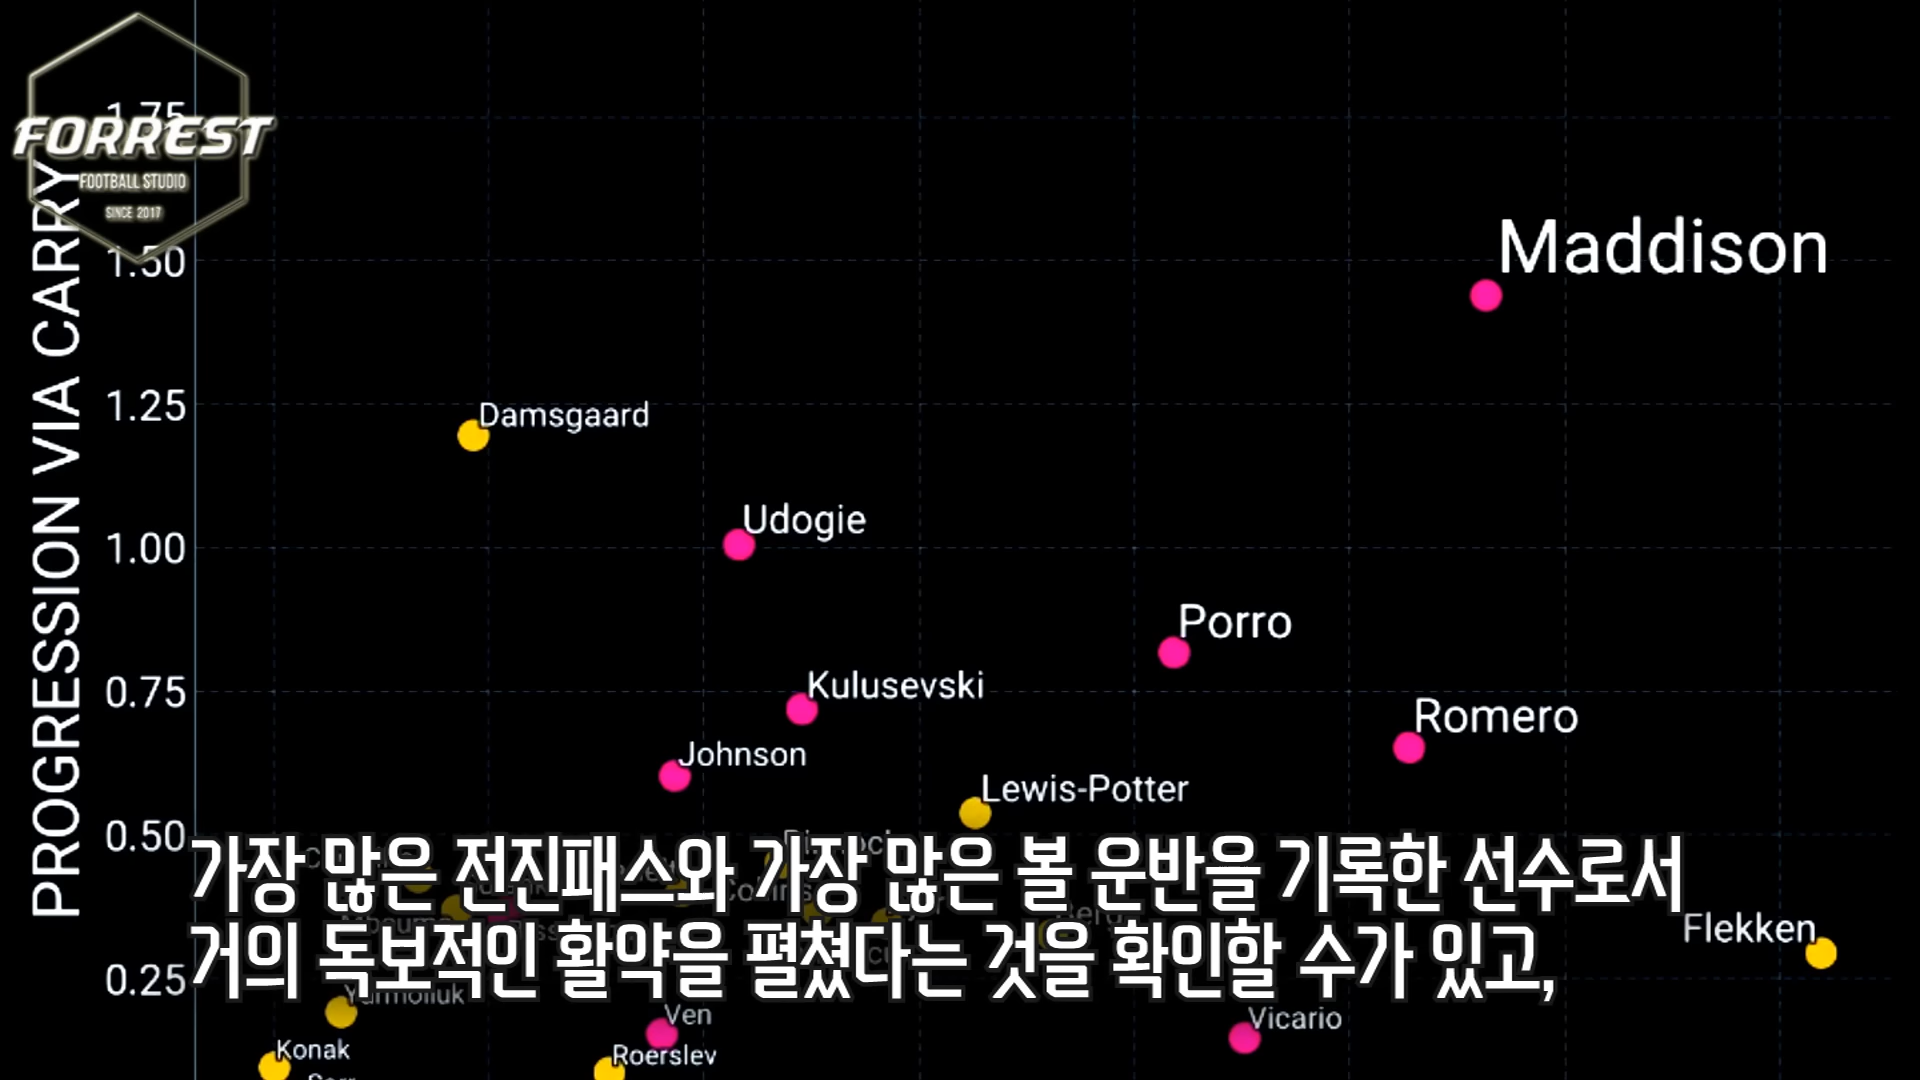 1.75
FORREST
FOOTBALL STUDIO
SINCE 2017
PROGRESSION VIA CARRY
1.50
Maddison
1.25
Damsgaard
1.00
Udogie
Porro
0.75
Kulusevski
Romero
Johnson
Lewis-Potter
0.50
가장 많은 전진패스와 가장 많은 볼 운반을 기록한 선수로서
거의 독보적인 활약을 펼쳤다는 것을 확인할 수가 있고,
Flekken
0.25
Yarmoliuk
Ven
Vicario
Konak
Roerslev